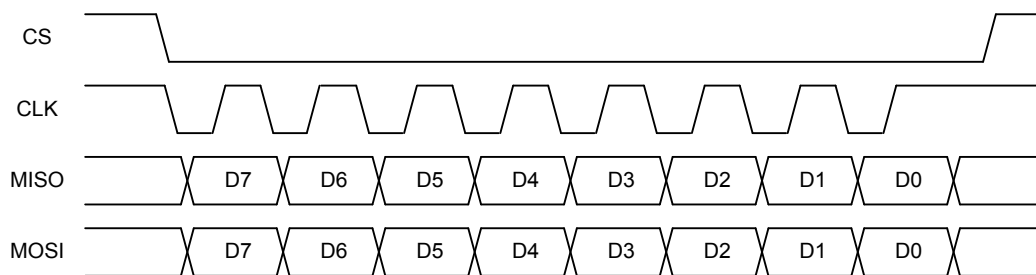 CS
CLK
MISO D7 D6 D5 D4 D3 D2 D1 D0
MOSI D7 D6 D5 D4 D3 D2 D1 D0